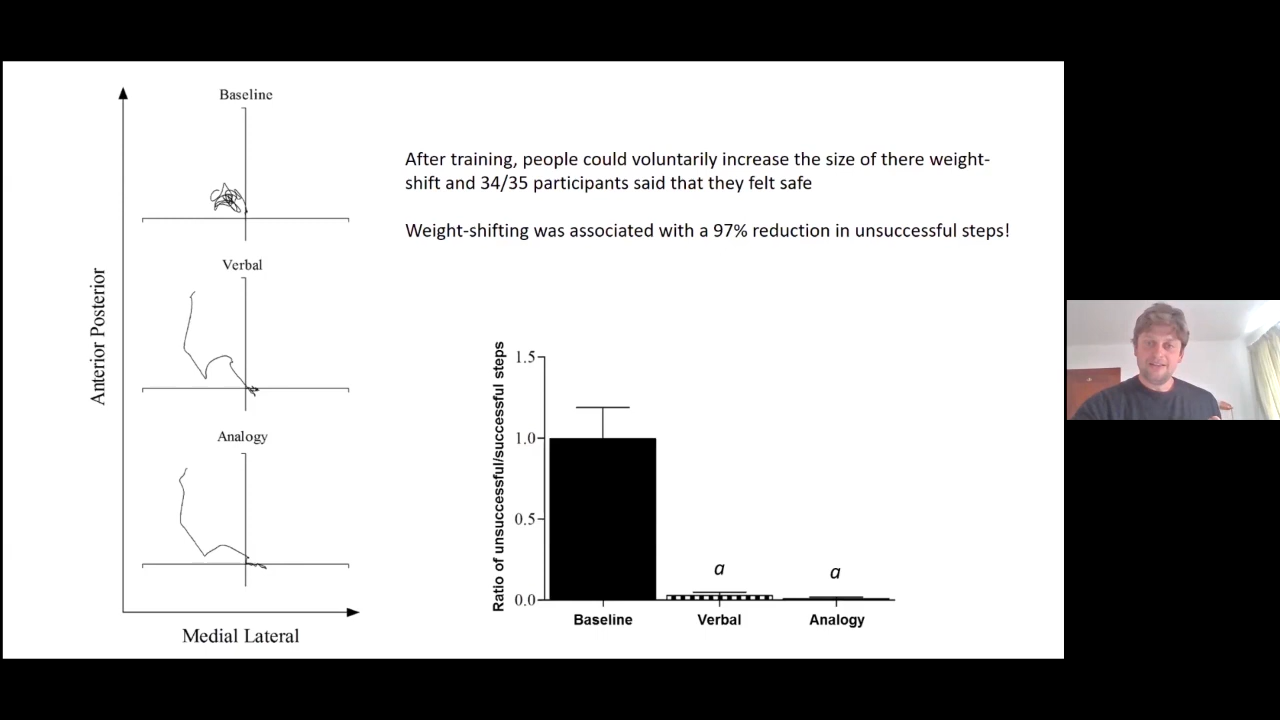 Baseline
Verbal
Analogy
Anterior Posterior
Medial Lateral
After training, people could voluntarily increase the size of there weight-
shift and 34/35 participants said that they felt safe
Weight-shifting was associated with a 97% reduction in unsuccessful steps!
Ratio of unsuccessful/successful steps
1.5
1.0
0.5
0.0
a
a
Baseline
Verbal
Analogy